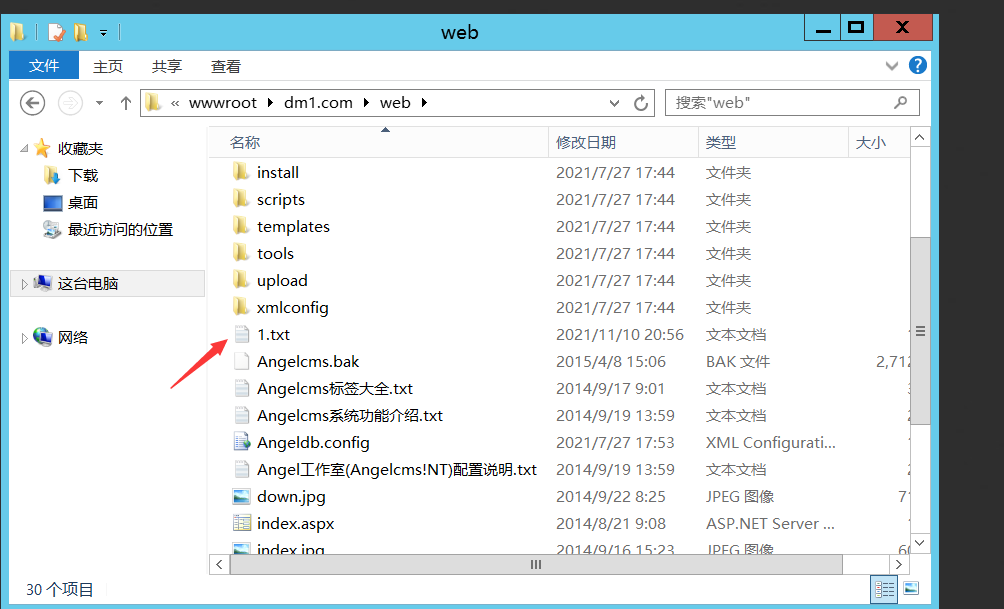 web
文件 主页 共享 查看
« wwwroot dm1.com web 搜索"web"
名称 修改日期 类型 大小
收藏夹
下载
桌面
最近访问的位置
这台电脑
网络
install 2021/7/27 17:44 文件夹
scripts 2021/7/27 17:44 文件夹
templates 2021/7/27 17:44 文件夹
tools 2021/7/27 17:44 文件夹
upload 2021/7/27 17:44 文件夹
xmlconfig 2021/7/27 17:44 文件夹
1.txt 2021/11/10 20:56 文本文档
Angelcms.bak 2015/4/8 15:06 BAK 文件 2,712
Angelcms标签大全.txt 2014/9/17 9:01 文本文档
Angelcms系统功能介绍.txt 2014/9/19 13:59 文本文档
Angeldb.config 2021/7/27 17:53 XML Configurati...
Angel工作室(Angelcms!NT)配置说明.txt 2014/9/19 13:59 文本文档
down.jpg 2014/9/22 8:25 JPEG 图像
index.aspx 2014/8/21 9:08 ASP.NET Server ...
index.jpg 2014/9/16 15:23 JPEG 图像
30 个项目